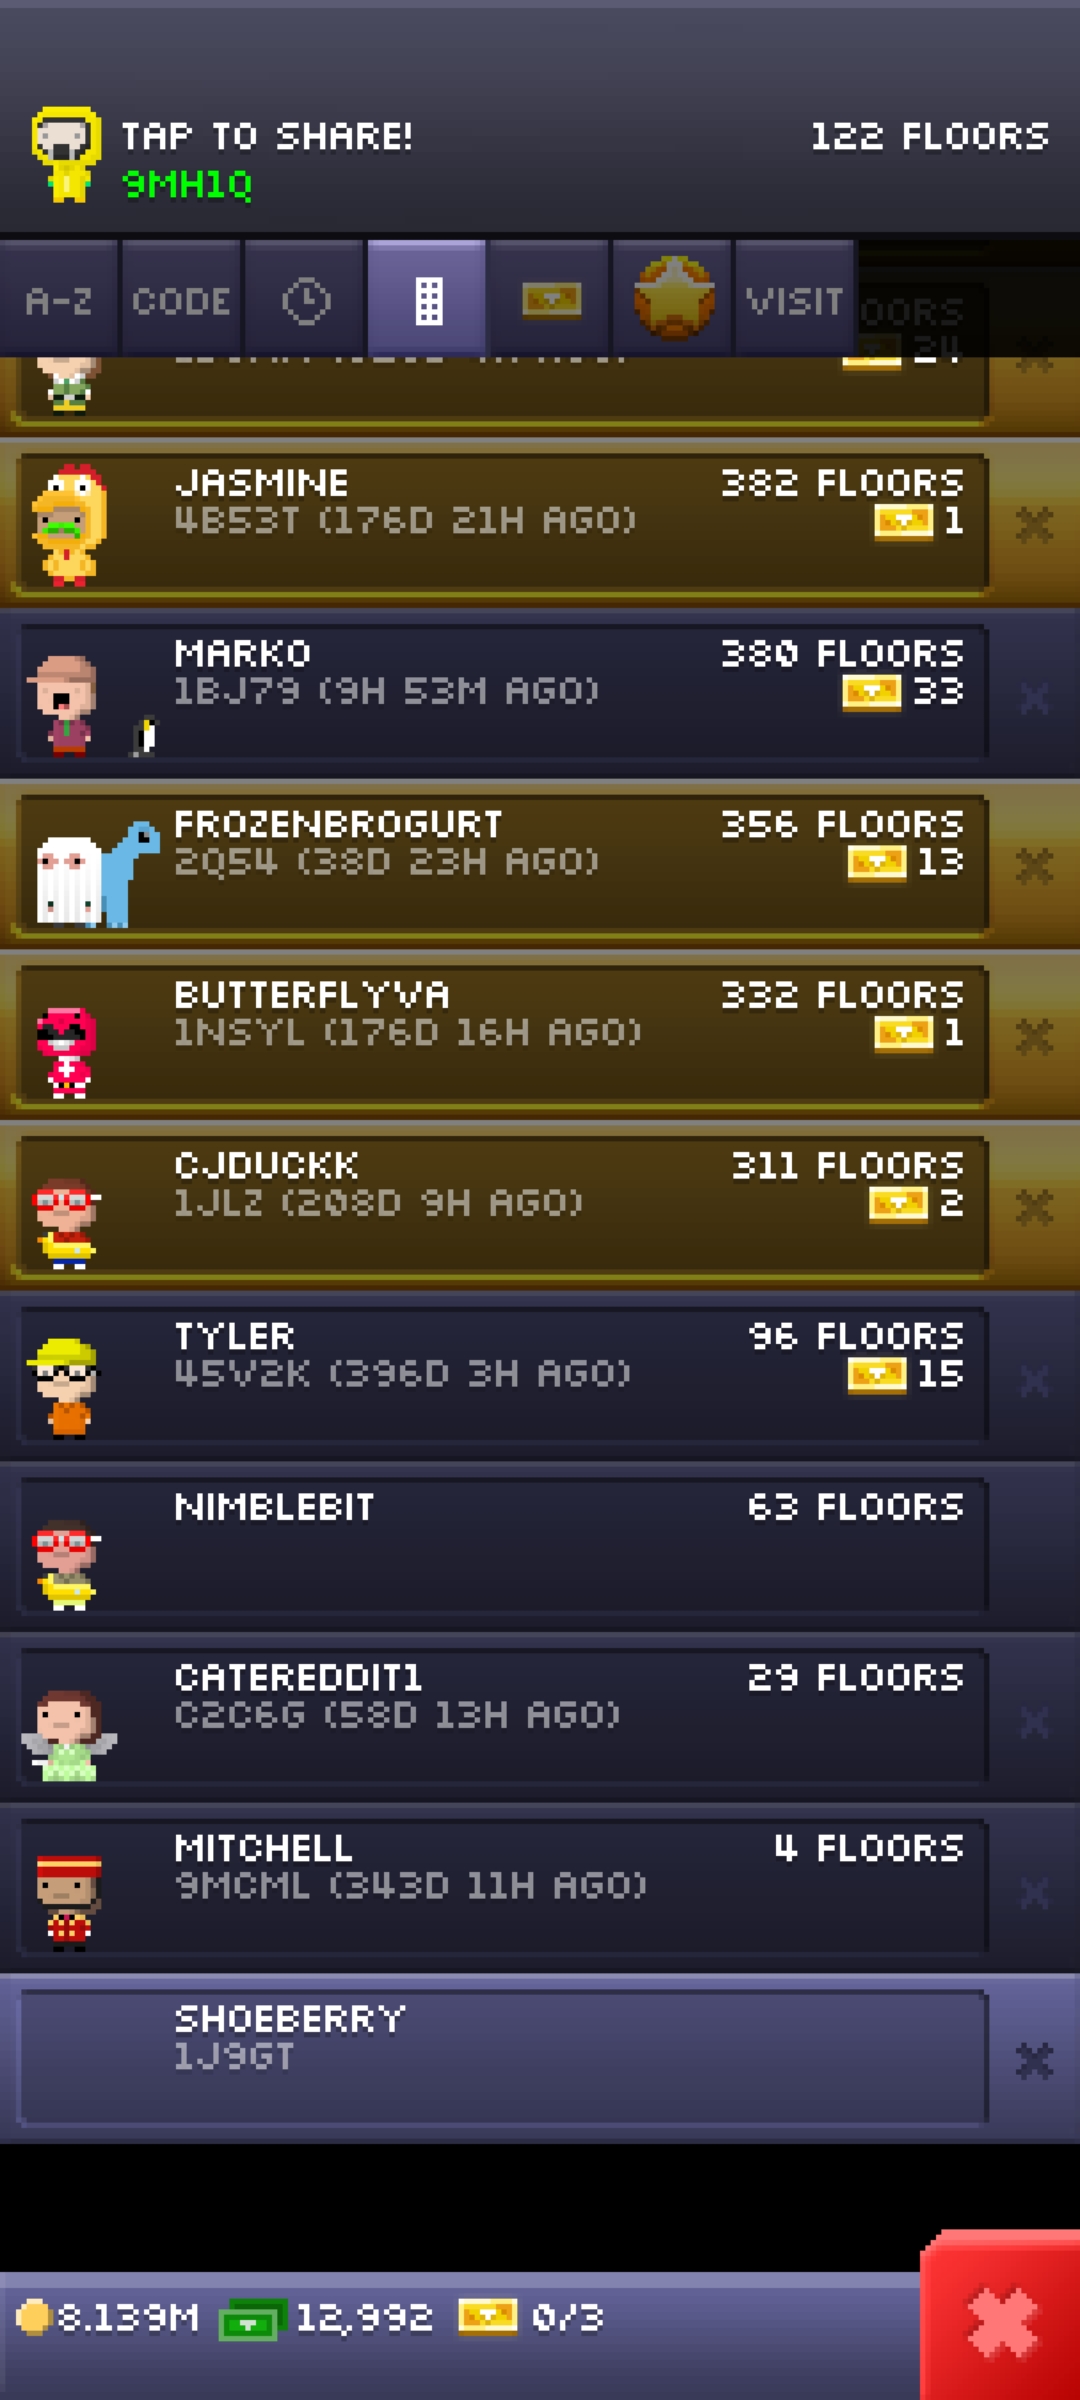 TAP TO SHARE!
122 FLOORS
9MH1Q
A-Z
CODE
VISIT
24
JASMINE
382 FLOORS
4B53T (176D 21H AGO)
1
MARKO
380 FLOORS
1BJ79 (9H 53M AGO)
33
FROZENBROGURT
356 FLOORS
2Q54 (38D 23H AGO)
13
BUTTERFLYVA
332 FLOORS
1NSYL (176D 16H AGO)
1
CJDUCKK
311 FLOORS
1JLZ (208D 9H AGO)
2
TYLER
96 FLOORS
45V2K (396D 3H AGO)
15
NIMBLEBIT
63 FLOORS
CATEREDDIT1
29 FLOORS
C2C6G (58D 13H AGO)
MITCHELL
4 FLOORS
9MCML (343D 11H AGO)
SHOEBERRY
1J9GT
8.139M
12,992
0/3